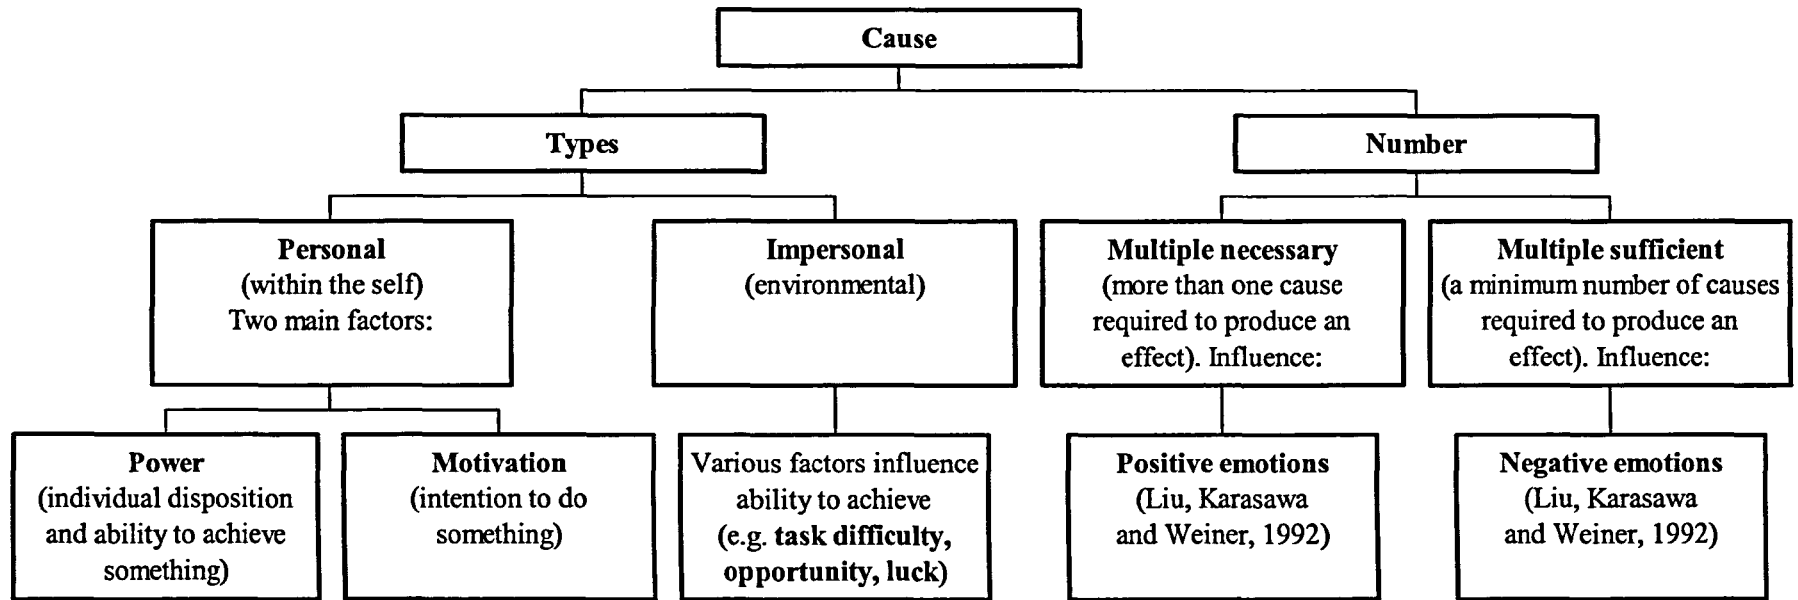 Cause
Types
Number
Personal
(within the self)
Two main factors:
Impersonal
(environmental)
Multiple necessary
(more than one cause
required to produce an
effect). Influence:
Multiple sufficient
(a minimum number of causes
required to produce an
effect). Influence:
Power
(individual disposition
and ability to achieve
something)
Motivation
(intention to do
something)
Various factors influence
ability to achieve
(e.g. task difficulty,
opportunity, luck)
Positive emotions
(Liu, Karasawa
and Weiner, 1992)
Negative emotions
(Liu, Karasawa
and Weiner, 1992)